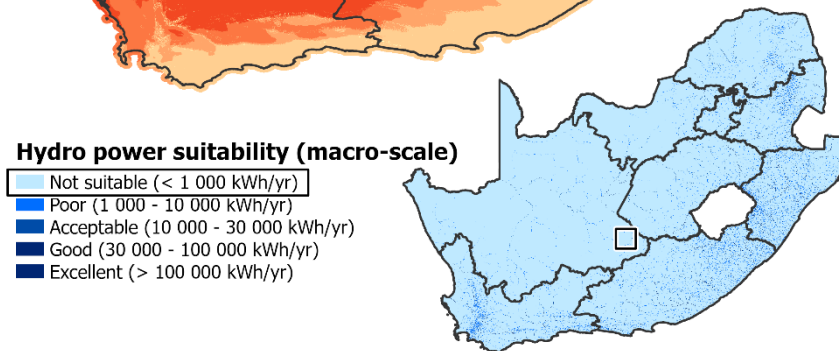 Hydro power suitability (macro-scale)
Not suitable (< 1 000 kWh/yr)
Poor (1 000 - 10 000 kWh/yr)
Acceptable (10 000 - 30 000 kWh/yr)
Good (30 000 - 100 000 kWh/yr)
Excellent (> 100 000 kWh/yr)